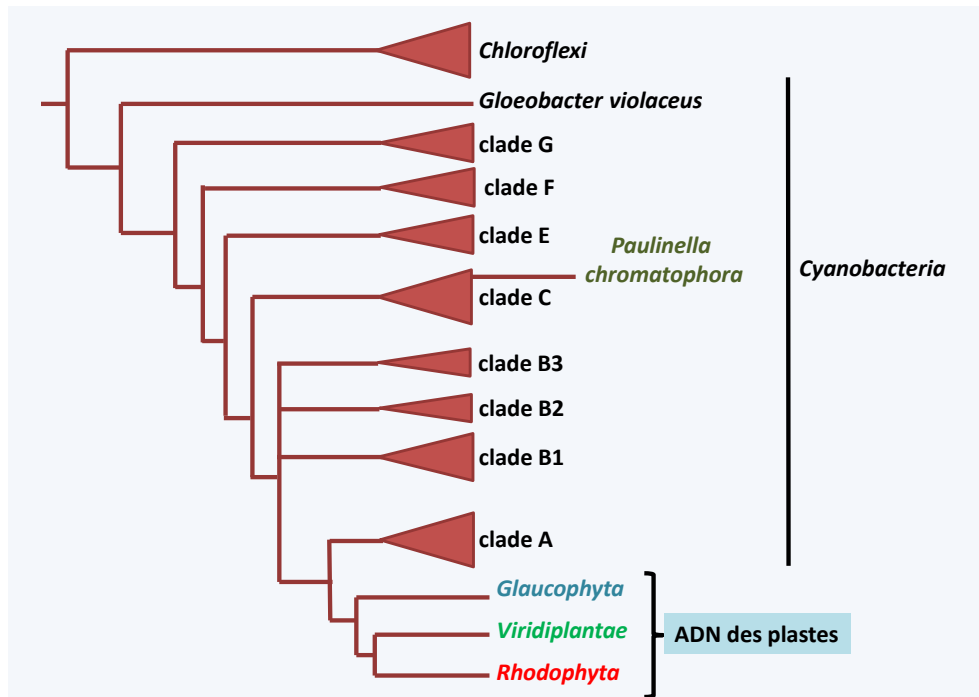 Chloroflexi
Gloeobacter violaceus
clade G
clade F
clade E
Paulinella
chromatophora
Cyanobacteria
clade C
clade B3
clade B2
clade B1
clade A
Glaucophyta
Viridiplantae
ADN des plastes
Rhodophyta